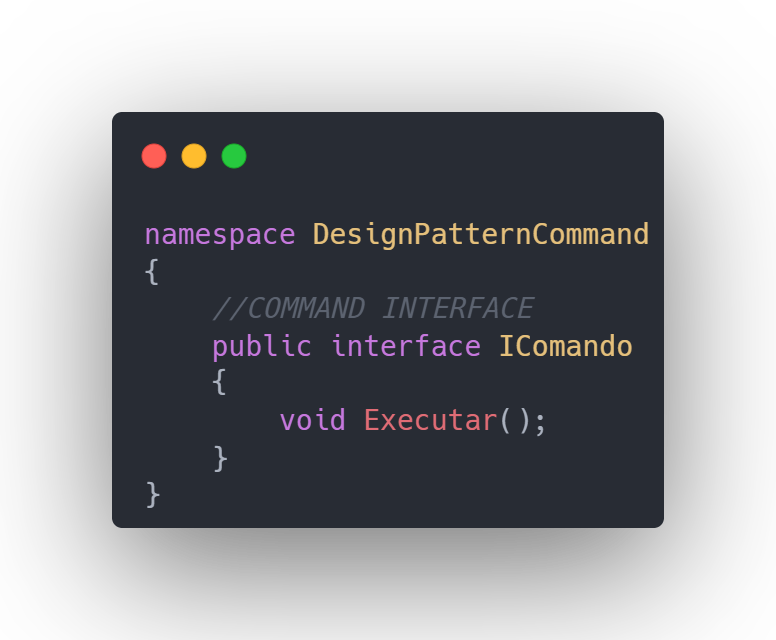 namespace DesignPatternCommand
{
    //COMMAND INTERFACE
    public interface IComando
    {
        void Executar();
    }
}